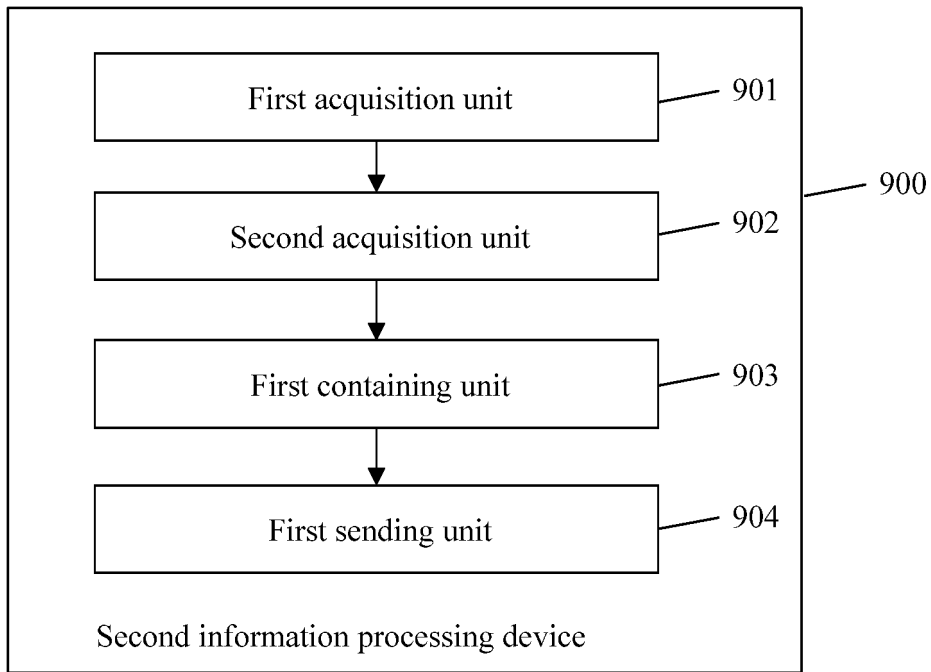 First acquisition unit
901
900
Second acquisition unit
902
First containing unit
903
First sending unit
904
Second information processing device